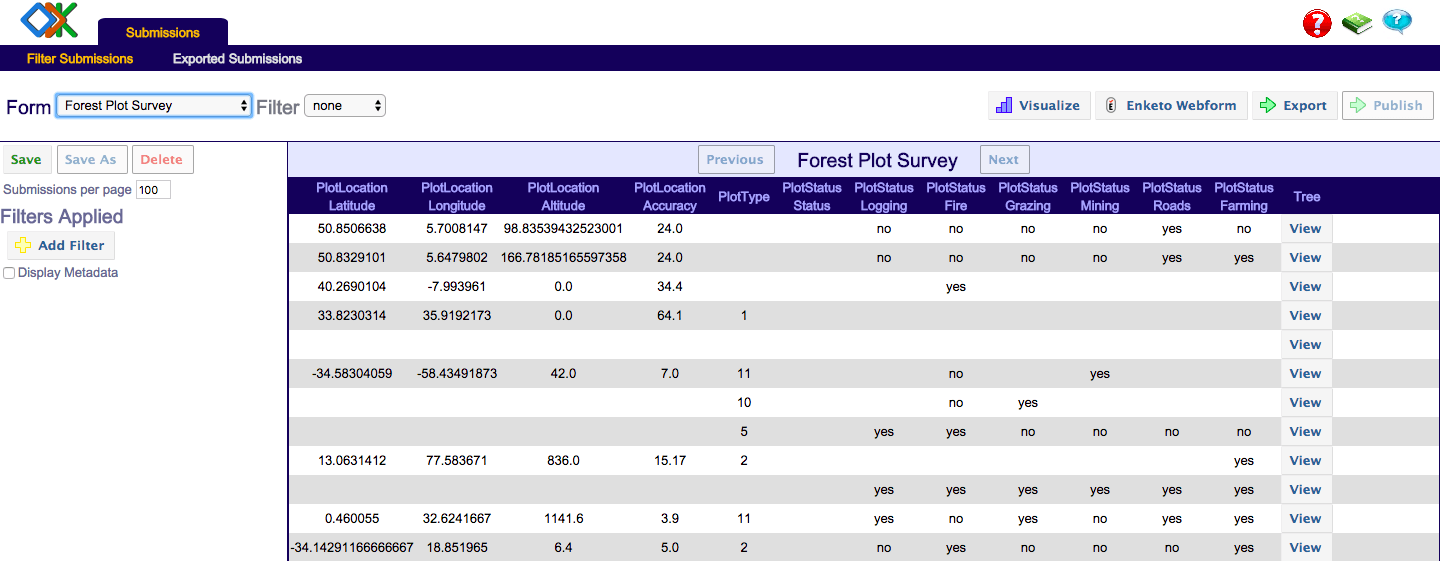 Submissions
Filter Submissions Exported Submissions
Form Forest Plot Survey Filter none Visualize Enketo Webform Export Publish
Save Save As Delete
Submissions per page 100
Filters Applied
Add Filter
Display Metadata
Previous Forest Plot Survey Next
PlotLocation Latitude PlotLocation Longitude PlotLocation Altitude PlotLocation Accuracy PlotType PlotStatus Status PlotStatus Logging PlotStatus Fire PlotStatus Grazing PlotStatus Mining PlotStatus Roads PlotStatus Farming Tree
50.8506638 5.7008147 98.83539432523001 24.0 no no no no yes no View
50.8329101 5.6479802 166.78185165597358 24.0 no no no no yes yes View
40.2690104 -7.993961 0.0 34.4 yes View
33.8230314 35.9192173 0.0 64.1 1 View
View
-34.58304059 -58.43491873 42.0 7.0 11 no yes View
10 no yes View
5 yes yes no no no no View
13.0631412 77.583671 836.0 15.17 2 yes View
yes yes yes yes yes yes View
0.460055 32.6241667 1141.6 3.9 11 yes no yes no yes yes View
-34.14291166666667 18.851965 6.4 5.0 2 no yes no no no yes View